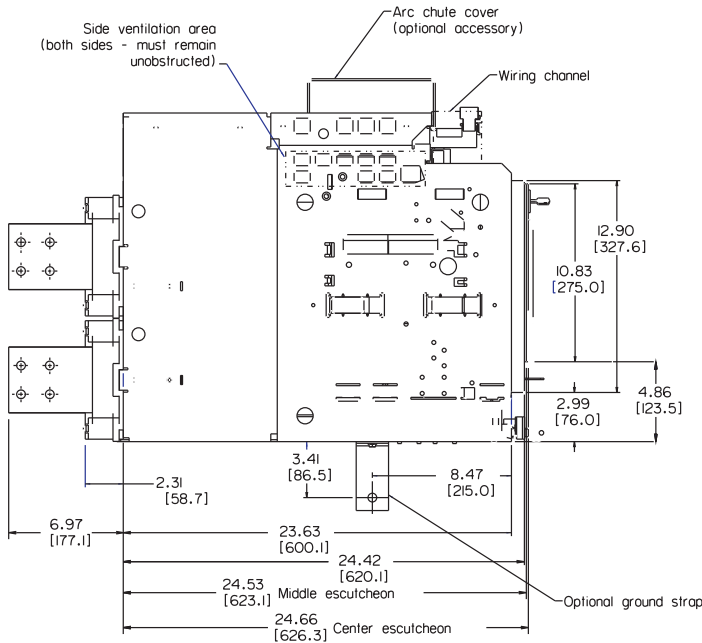 Arc chute cover
(optional accessory)
Side ventilation area
(both sides - must remain
unobstructed)
Wiring channel
12.90
[327.6]
10.83
[275.0]
4.86
[123.5]
2.99
[76.0]
3.41
[86.5]
8.47
[215.0]
2.31
[58.7]
6.97
[177.1]
23.63
[600.1]
24.42
[620.1]
24.53
[623.1] Middle escutcheon
Optional ground strap
24.66
[626.3] Center escutcheon